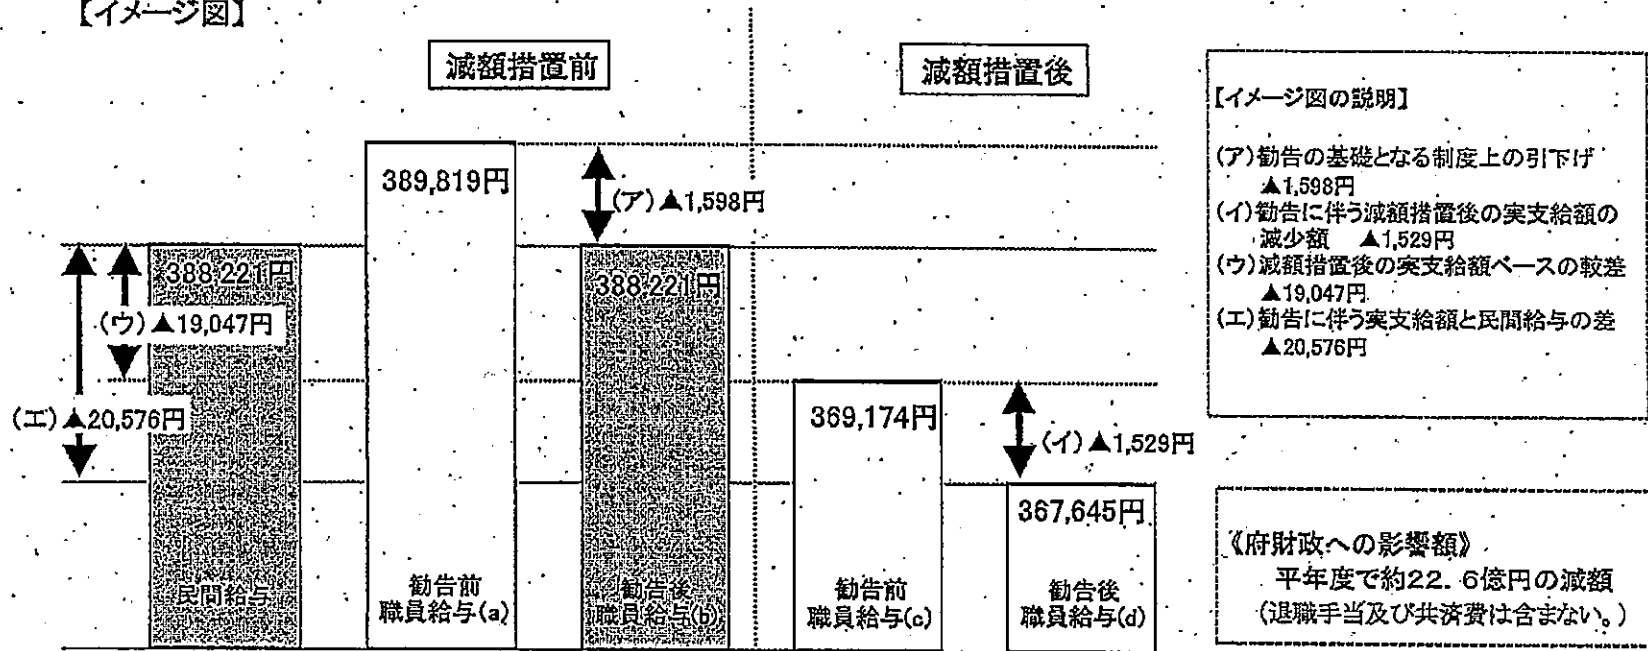 【イメージ図】
減額措置前
減額措置後
389,819円
(ア)▲1,598円
388,221円
388,221円
(ウ)▲19,047円
(エ)▲20,576円
369,174円
(イ)▲1,529円
367,645円
民間給与
勧告前
職員給与(a)
勧告後
職員給与(b)
勧告前
職員給与(c)
勧告後
職員給与(d)
【イメージ図の説明】
(ア)勧告の基礎となる制度上の引下げ
▲1,598円
(イ)勧告に伴う減額措置後の実支給額の
減少額 ▲1,529円
(ウ)減額措置後の実支給額ベースの較差
▲19,047円
(エ)勧告に伴う実支給額と民間給与の差
▲20,576円
《府財政への影響額》
平年度で約22.6億円の減額
(退職手当及び共済費は含まない。)